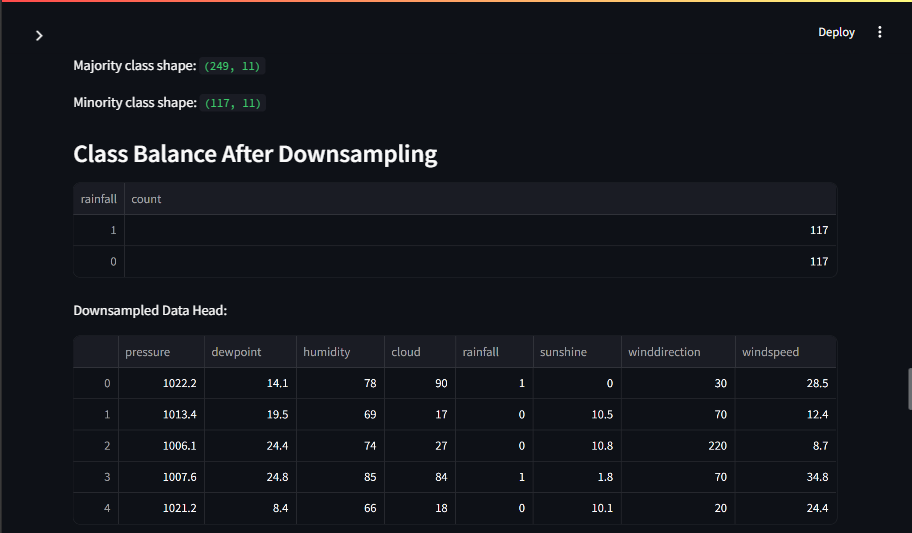 Deploy
Majority class shape: (249, 11)
Minority class shape: (117, 11)
Class Balance After Downsampling
rainfall count
1 117
0 117
Downsampled Data Head:
pressure dewpoint humidity cloud rainfall sunshine winddirection windspeed
0 1022.2 14.1 78 90 1 0 30 28.5
1 1013.4 19.5 69 17 0 10.5 70 12.4
2 1006.1 24.4 74 27 0 10.8 220 8.7
3 1007.6 24.8 85 84 1 1.8 70 34.8
4 1021.2 8.4 66 18 0 10.1 20 24.4